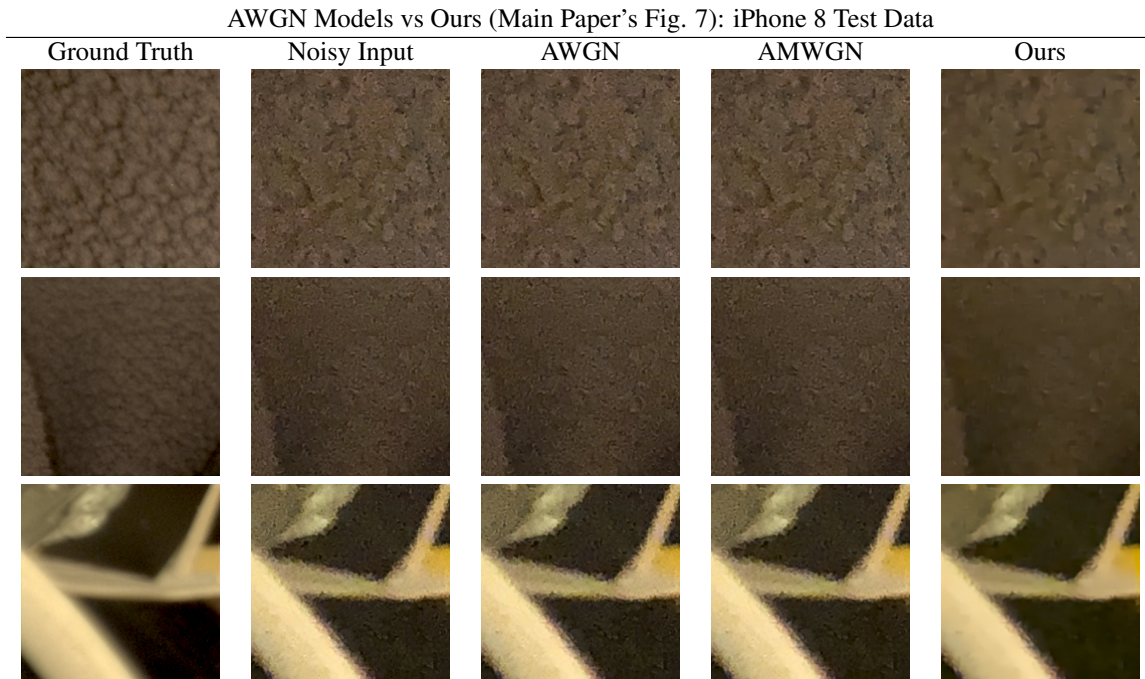 AWGN Models vs Ours (Main Paper's Fig. 7): iPhone 8 Test Data
Ground Truth Noisy Input AWGN AMWGN Ours